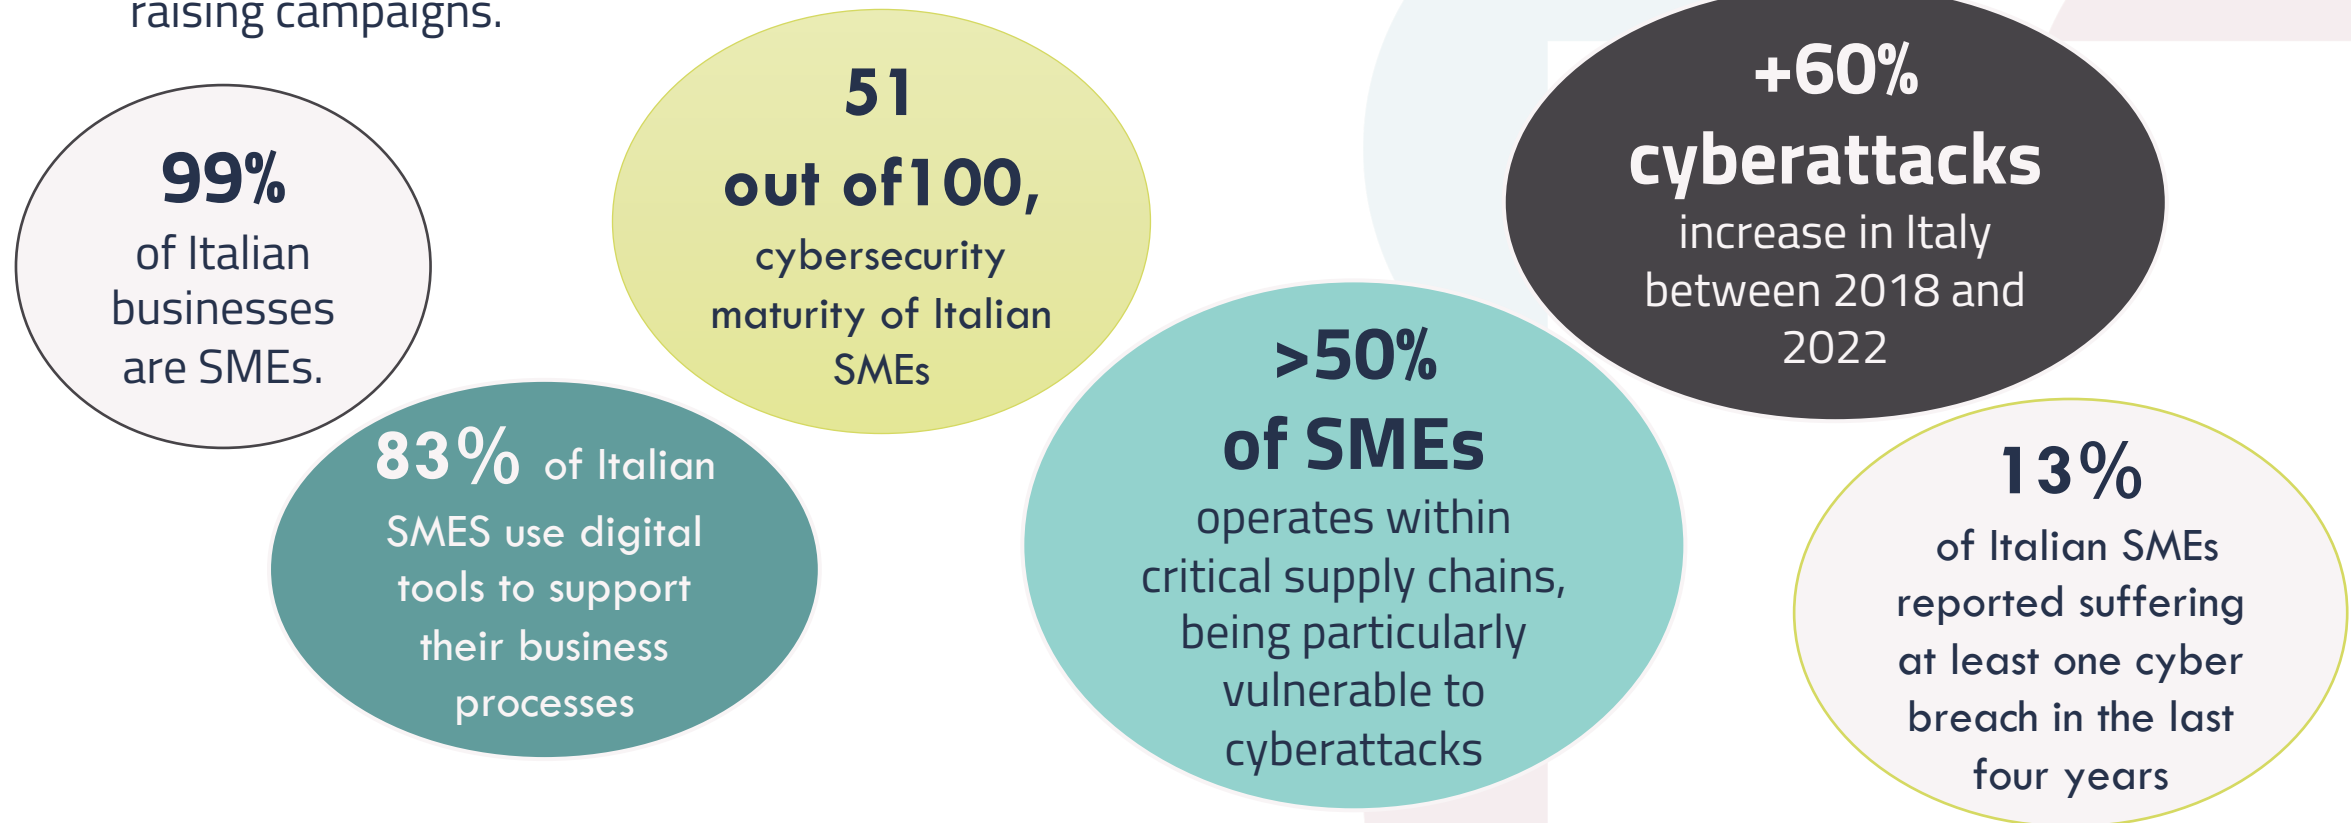 raising campaigns.
99%
of Italian
businesses
are SMEs.
83% of Italian
SMES use digital
tools to support
their business
processes
51
out of100,
cybersecurity
maturity of Italian
SMEs
>50%
of SMEs
operates within
critical supply chains,
being particularly
vulnerable to
cyberattacks
+60%
cyberattacks
increase in Italy
between 2018 and
2022
13%
of Italian SMEs
reported suffering
at least one cyber
breach in the last
four years